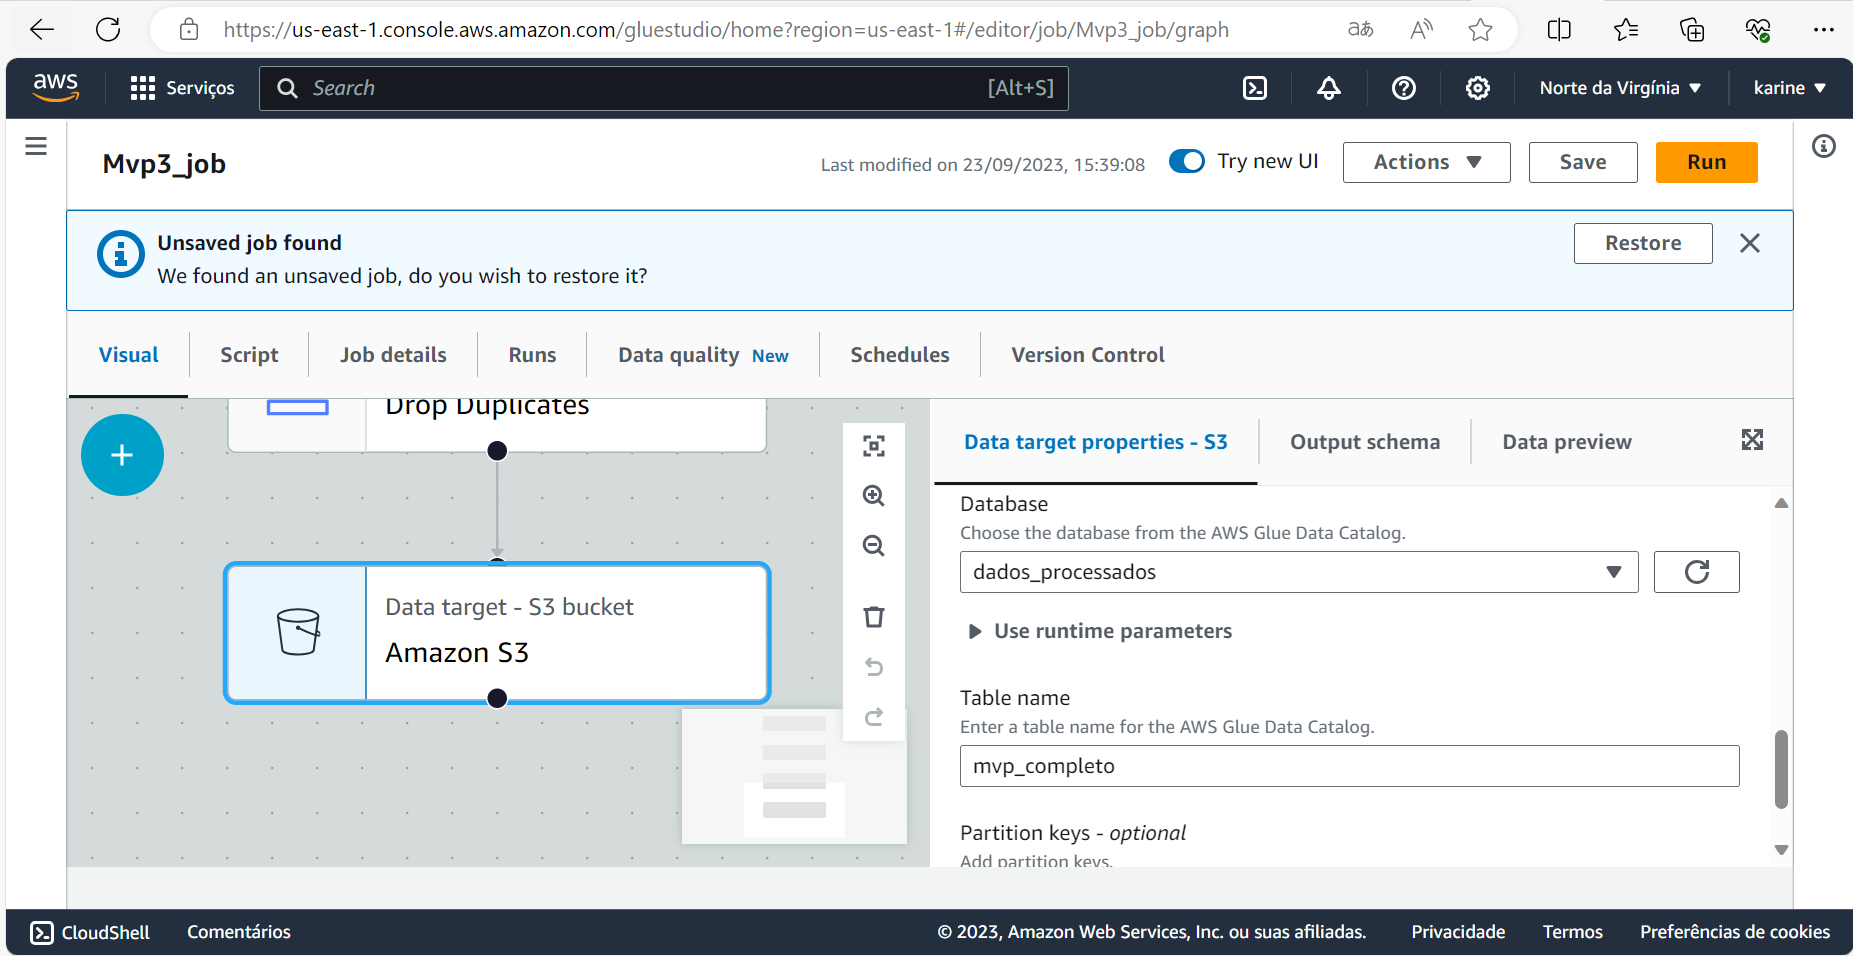 https://us-east-1.console.aws.amazon.com/gluestudio/home?region=us-east-1#/editor/job/Mvp3_job/graph
aあ
A
aws
Serviços
Search
[Alt+S]
Norte da Virgínia
karine
Mvp3_job
Last modified on 23/09/2023, 15:39:08
Try new UI
Actions
Save
Run
Unsaved job found
We found an unsaved job, do you wish to restore it?
Restore
Visual
Script
Job details
Runs
Data quality New
Schedules
Version Control
Drop Duplicates
Data target - S3 bucket
Amazon S3
Data target properties - S3
Output schema
Data preview
Database
Choose the database from the AWS Glue Data Catalog.
dados_processados
Use runtime parameters
Table name
Enter a table name for the AWS Glue Data Catalog.
mvp_completo
Partition keys - optional
Add partition keys.
CloudShell
Comentários
© 2023, Amazon Web Services, Inc. ou suas afiliadas.
Privacidade
Termos
Preferências de cookies